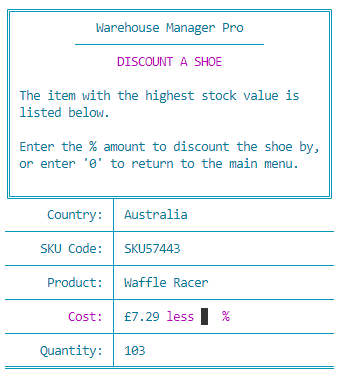 Warehouse Manager Pro
DISCOUNT A SHOE
The item with the highest stock value is
listed below.
Enter the % amount to discount the shoe by,
or enter '0' to return to the main menu.
Country: Australia
SKU Code: SKU57443
Product: Waffle Racer
Cost: £7.29 less %
Quantity: 103